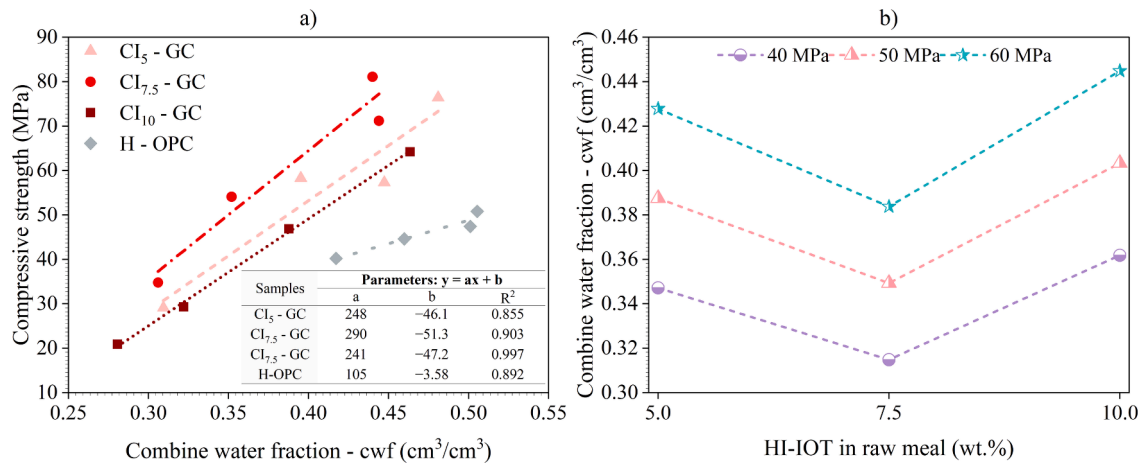 a)
Compressive strength (MPa)
90
80
70
60
50
40
30
20
10
CI5 - GC
CI7.5 - GC
CI10 - GC
H - OPC
Samples Parameters: y = ax + b
a b R²
CI5 - GC 248 −46.1 0.855
CI7.5 - GC 290 −51.3 0.903
CI7.5 - GC 241 −47.2 0.997
H-OPC 105 −3.58 0.892
0.25 0.30 0.35 0.40 0.45 0.50 0.55
Combine water fraction - cwf (cm³/cm³)
b)
Combine water fraction - cwf (cm³/cm³)
0.46
0.44
0.42
0.40
0.38
0.36
0.34
0.32
0.30
40 MPa 50 MPa 60 MPa
5.0 7.5 10.0
HI-IOT in raw meal (wt.%)